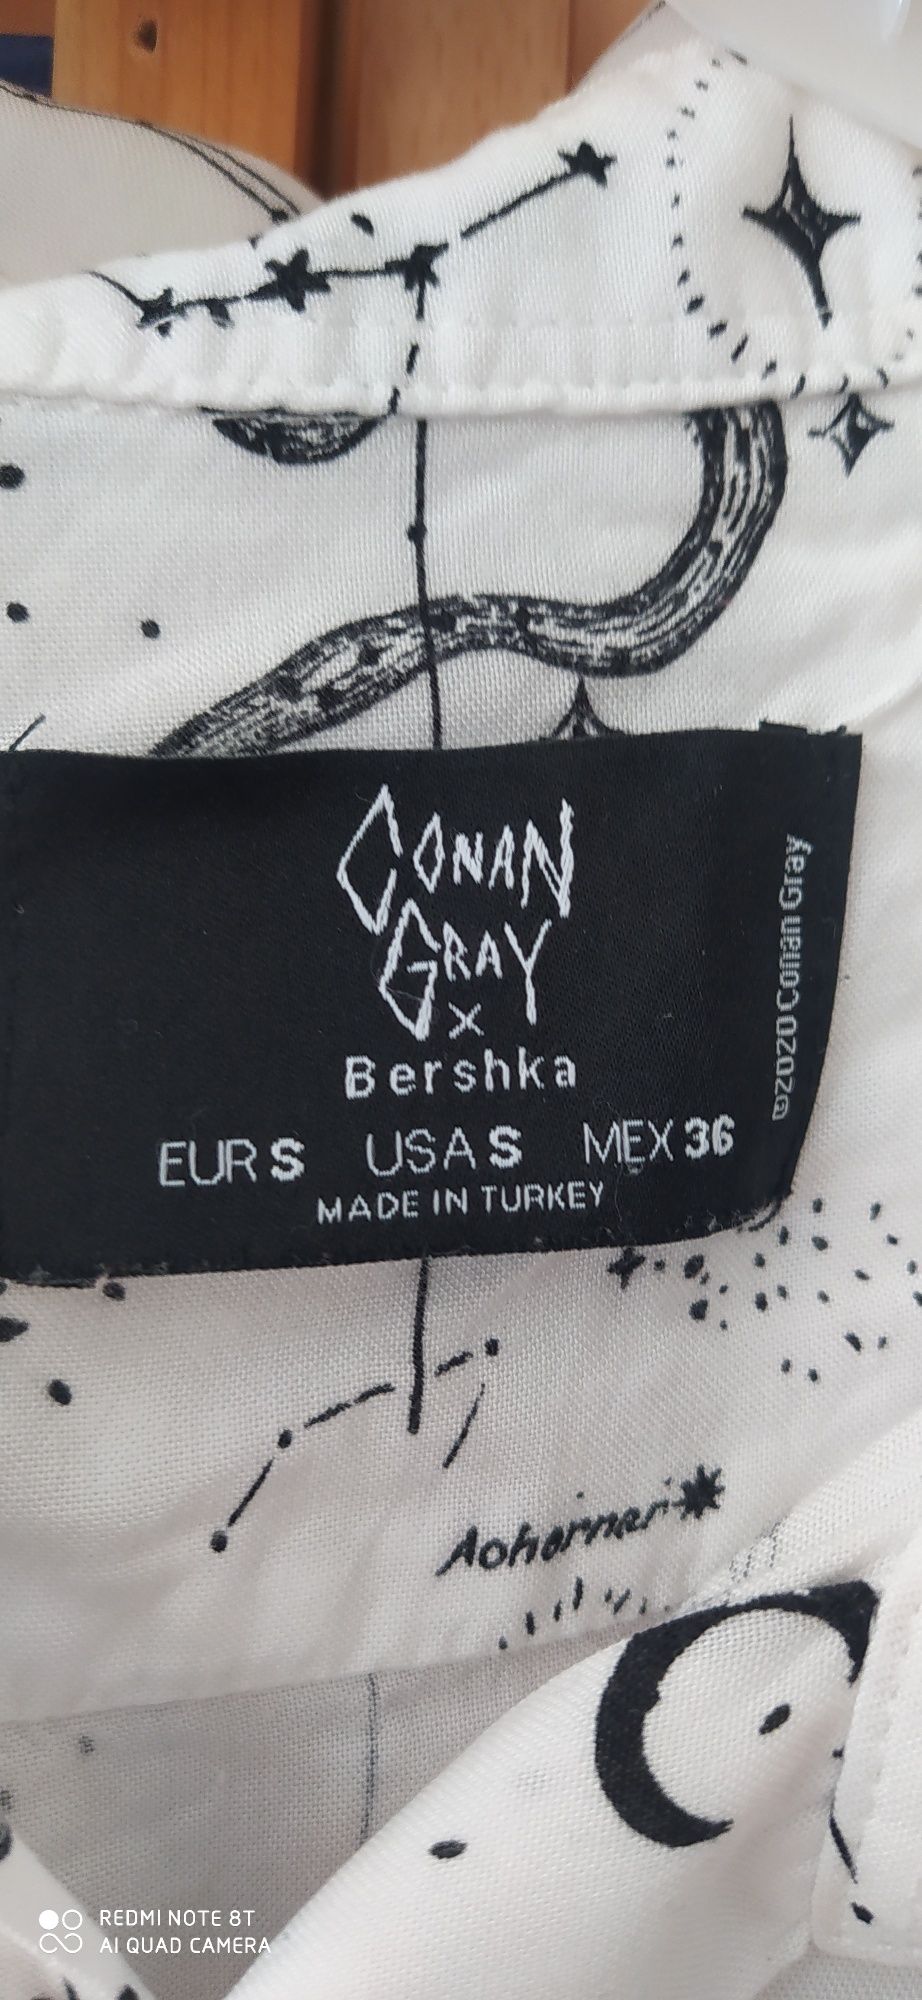 CONAN
GRAY
X
Bershka
EUR S USA S MEX 36
MADE IN TURKEY
©2020 Conan Gray
Achernar
REDMI NOTE 8T
AI QUAD CAMERA